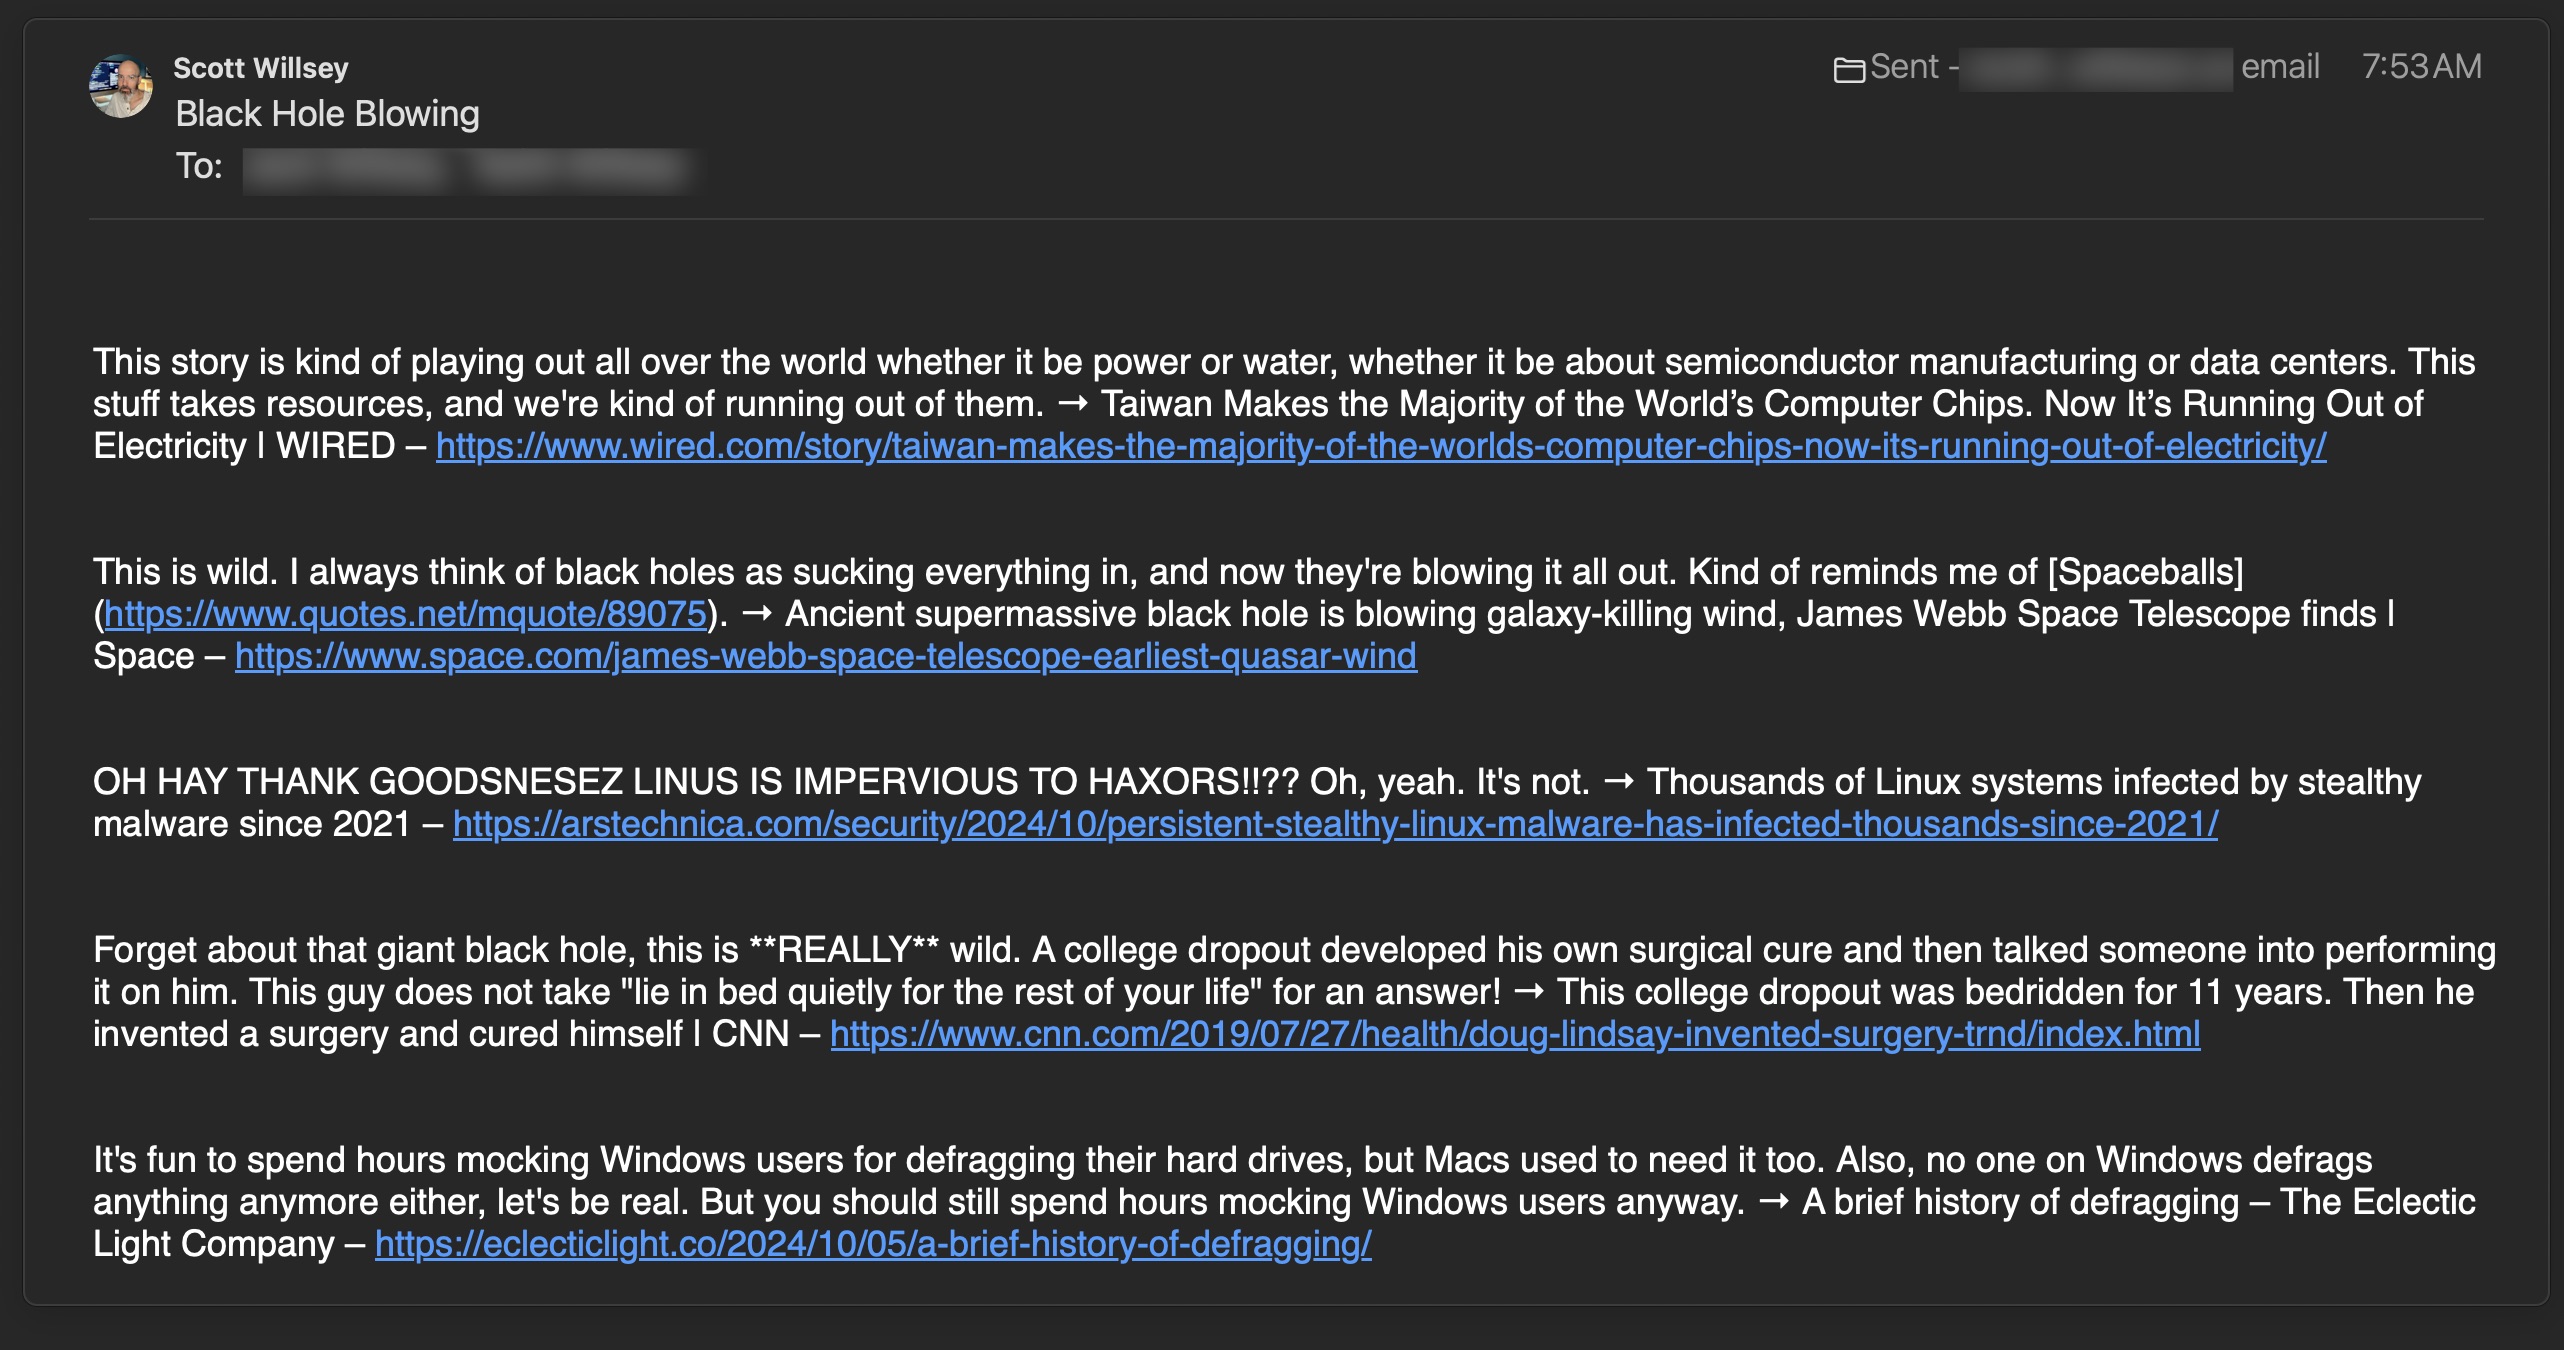 Scott Willsey
Sent - email 7:53 AM
Black Hole Blowing
To:
This story is kind of playing out all over the world whether it be power or water, whether it be about semiconductor manufacturing or data centers. This
stuff takes resources, and we're kind of running out of them. → Taiwan Makes the Majority of the World’s Computer Chips. Now It’s Running Out of
Electricity | WIRED – https://www.wired.com/story/taiwan-makes-the-majority-of-the-worlds-computer-chips-now-its-running-out-of-electricity/
This is wild. I always think of black holes as sucking everything in, and now they're blowing it all out. Kind of reminds me of [Spaceballs]
(https://www.quotes.net/mquote/89075). → Ancient supermassive black hole is blowing galaxy-killing wind, James Webb Space Telescope finds |
Space – https://www.space.com/james-webb-space-telescope-earliest-quasar-wind
OH HAY THANK GOODSNESEZ LINUS IS IMPERVIOUS TO HAXORS!!?? Oh, yeah. It's not. → Thousands of Linux systems infected by stealthy
malware since 2021 – https://arstechnica.com/security/2024/10/persistent-stealthy-linux-malware-has-infected-thousands-since-2021/
Forget about that giant black hole, this is **REALLY** wild. A college dropout developed his own surgical cure and then talked someone into performing
it on him. This guy does not take "lie in bed quietly for the rest of your life" for an answer! → This college dropout was bedridden for 11 years. Then he
invented a surgery and cured himself | CNN – https://www.cnn.com/2019/07/27/health/doug-lindsay-invented-surgery-trnd/index.html
It's fun to spend hours mocking Windows users for defragging their hard drives, but Macs used to need it too. Also, no one on Windows defrags
anything anymore either, let's be real. But you should still spend hours mocking Windows users anyway. → A brief history of defragging – The Eclectic
Light Company – https://eclecticlight.co/2024/10/05/a-brief-history-of-defragging/